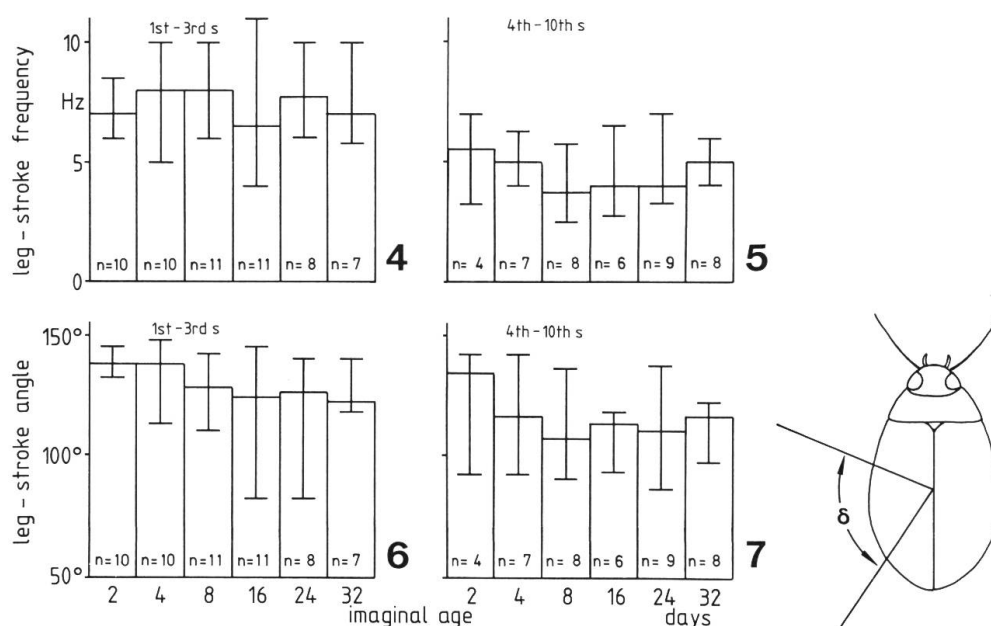 leg – stroke frequency
10
Hz
5
0
1st – 3rd s
n=10 n=10 n=11 n=11 n= 8 n=7
4
4th – 10th s
n= 4 n= 7 n= 8 n= 6 n= 9 n= 8
5
leg – stroke angle
150°
100°
50°
1st – 3rd s
n=10 n=10 n=11 n=11 n= 8 n=7
6
2 4 8 16 24 32
4th – 10th s
n=4 n= 7 n= 8 n= 6 n=9 n= 8
7
2 4 8 16 24 32
imaginal age days
δ